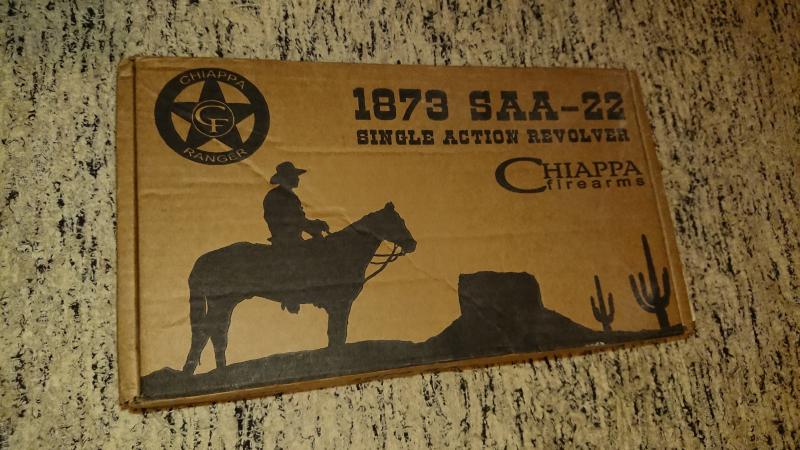 CHIAPPA
CF
RANGER
1873 SAA-22
SINGLE ACTION REVOLVER
CHIAPPA
firearms